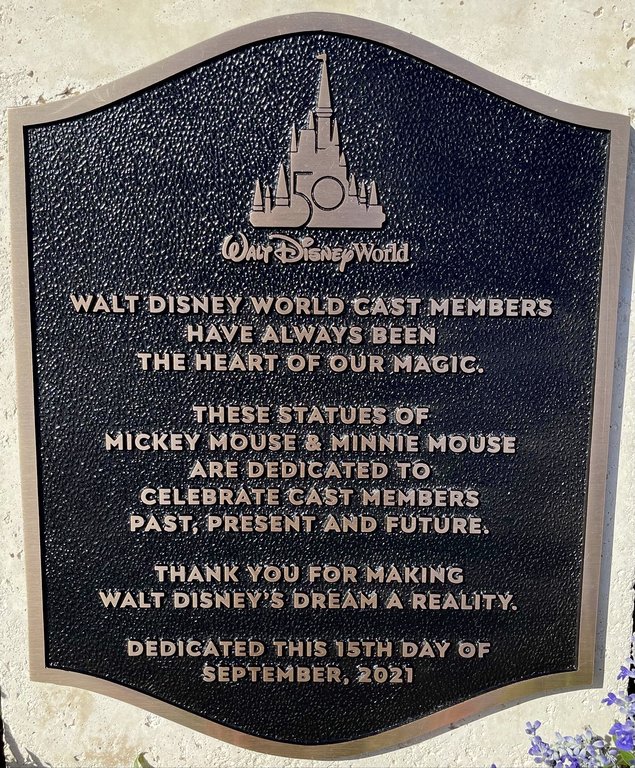 50
Walt Disney World
WALT DISNEY WORLD CAST MEMBERS
HAVE ALWAYS BEEN
THE HEART OF OUR MAGIC.
THESE STATUES OF
MICKEY MOUSE & MINNIE MOUSE
ARE DEDICATED TO
CELEBRATE CAST MEMBERS
PAST, PRESENT AND FUTURE.
THANK YOU FOR MAKING
WALT DISNEY'S DREAM A REALITY.
DEDICATED THIS 15TH DAY OF
SEPTEMBER, 2021